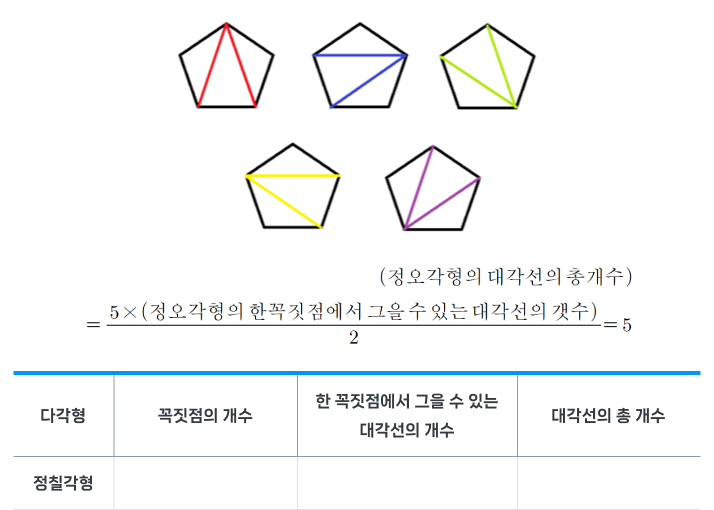 (정오각형의 대각선의 총개수)
= 5×(정오각형의 한꼭짓점에서 그을 수 있는 대각선의 갯수) / 2 = 5
다각형
꼭짓점의 개수
한 꼭짓점에서 그을 수 있는
대각선의 개수
대각선의 총 개수
정칠각형